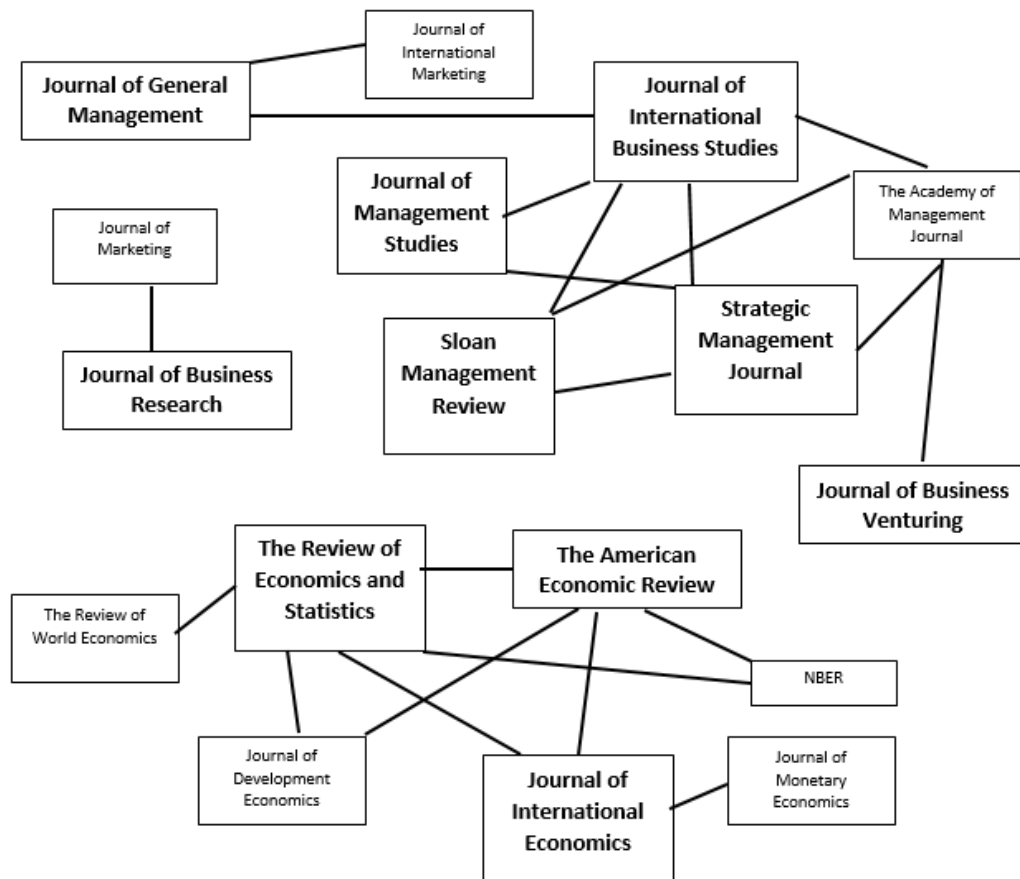 Journal of
International
Marketing
Journal of General
Management
Journal of
International
Business Studies
Journal of
Management
Studies
The Academy of
Management
Journal
Journal of
Marketing
Strategic
Management
Journal
Sloan
Management
Review
Journal of Business
Research
Journal of Business
Venturing
The Review of
Economics and
Statistics
The American
Economic Review
The Review of
World Economics
NBER
Journal of
Development
Economics
Journal of
International
Economics
Journal of
Monetary
Economics